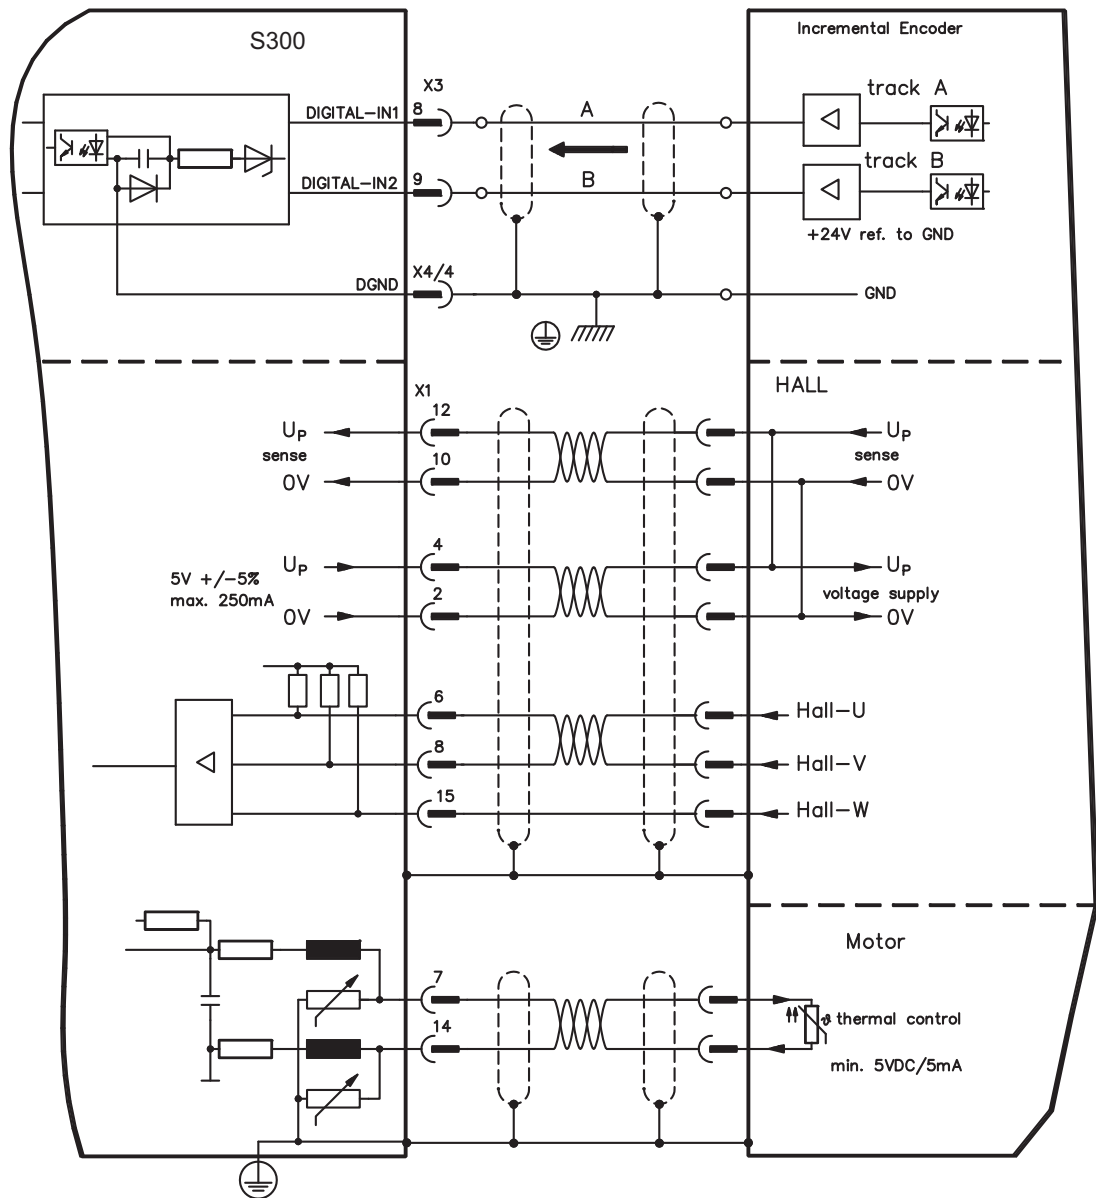 S300
Incremental Encoder
X3
DIGITAL-IN1
8
A
track A
DIGITAL-IN2
9
B
track B
+24V ref. to GND
DGND
X4/4
GND
X1
HALL
12
UP
sense
0V
10
UP
sense
0V
5V +/-5%
max. 250mA
UP
0V
4
2
UP
voltage supply
0V
6
Hall-U
8
Hall-V
15
Hall-W
Motor
7
14
ϑ thermal control
min. 5VDC/5mA